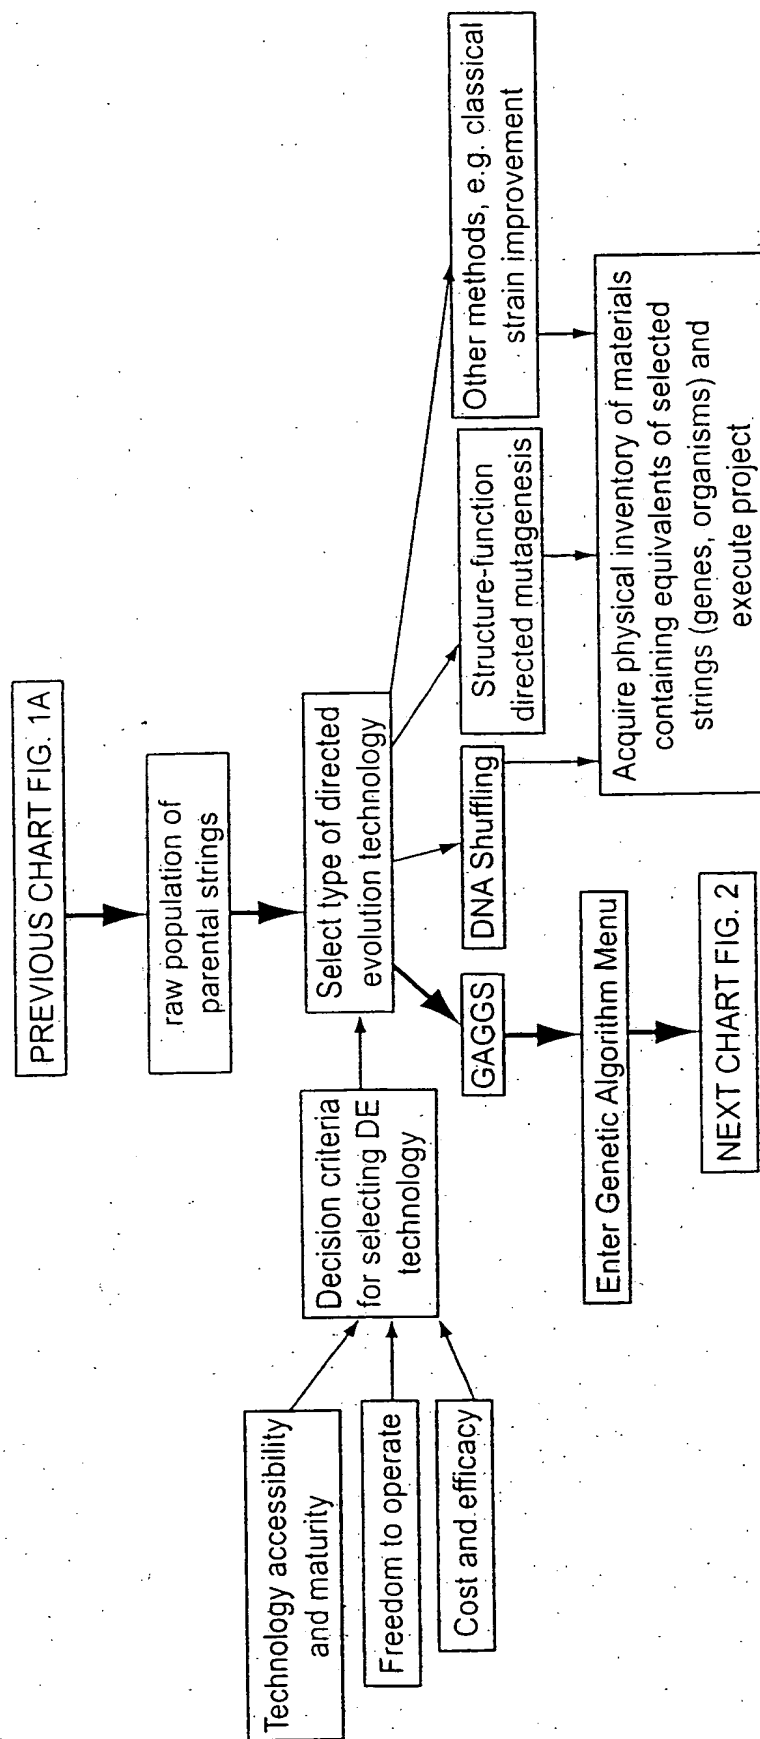 PREVIOUS CHART FIG. 1A
raw population of
parental strings
Technology accessibility
and maturity
Freedom to operate
Cost and efficacy
Decision criteria
for selecting DE
technology
Select type of directed
evolution technology
GAGGS
DNA Shuffling
Structure-function
directed mutagenesis
Other methods, e.g. classical
strain improvement
Enter Genetic Algorithm Menu
Acquire physical inventory of materials
containing equivalents of selected
strings (genes, organisms) and
execute project
NEXT CHART FIG. 2